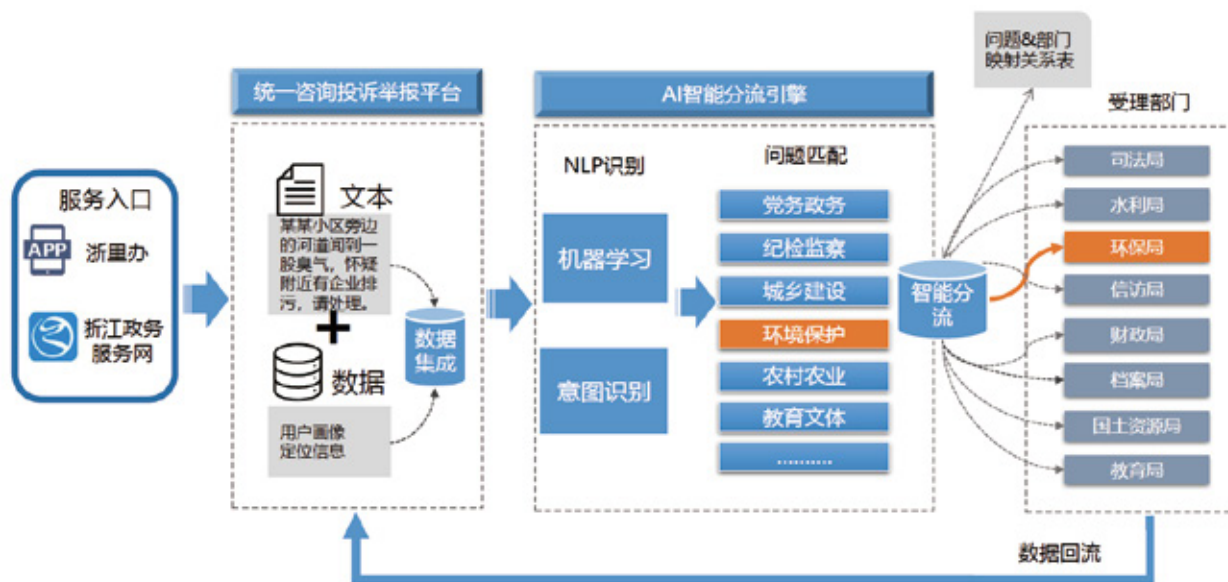 问题&部门
映射关系表
统一咨询投诉举报平台
AI智能分流引擎
受理部门
服务入口
APP
浙里办
浙江政务
服务网
文本
某某小区旁边
的河道闻到一
股臭气，怀疑
附近有企业排
污，请处理。
数据
用户画像
定位信息
数据
集成
NLP识别
机器学习
意图识别
问题匹配
党务政务
纪检监察
城乡建设
环境保护
农村农业
教育文体
..........
智能分
流
司法局
水利局
环保局
信访局
财政局
档案局
国土资源局
教育局
数据回流